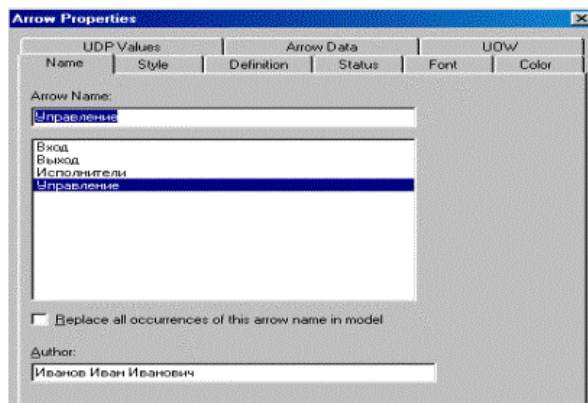 Arrow Properties
UDP Values Arrow Data UOW
Name Style Definition Status Font Color
Arrow Name:
Управление
Вход
Выход
Исполнители
Управление
Replace all occurrences of this arrow name in model
Author:
Иванов Иван Иванович